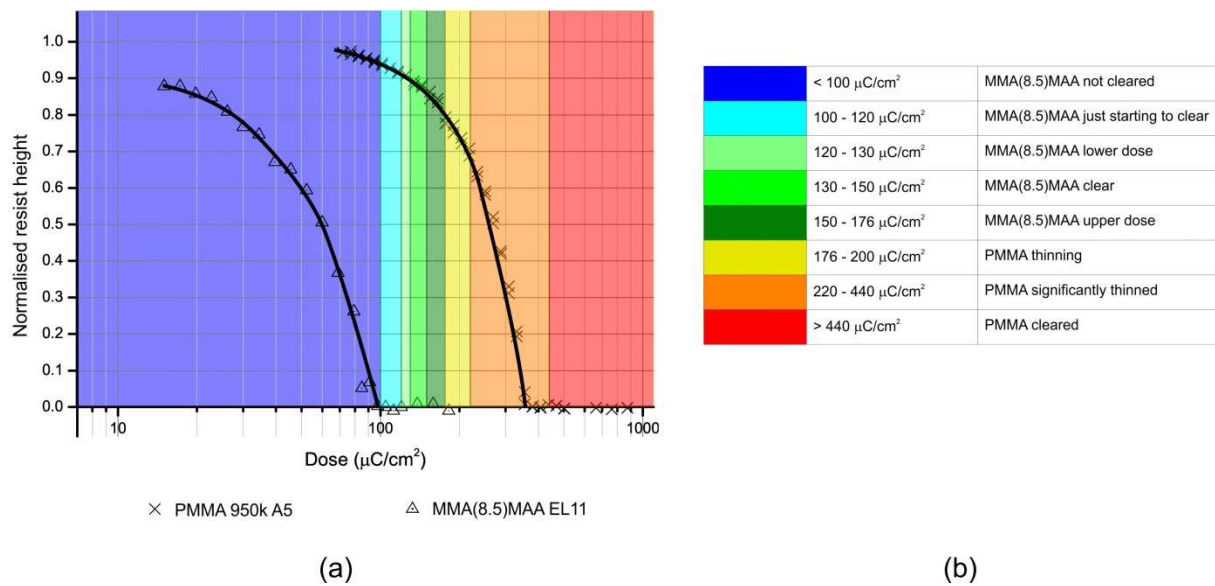 1.0
0.9
0.8
0.7
0.6
0.5
0.4
0.3
0.2
0.1
0.0
Normalised resist height
10
100
1000
Dose (μC/cm²)
× PMMA 950k A5 △ MMA(8.5)MAA EL11
(a)
< 100 μC/cm² MMA(8.5)MAA not cleared
100 - 120 μC/cm² MMA(8.5)MAA just starting to clear
120 - 130 μC/cm² MMA(8.5)MAA lower dose
130 - 150 μC/cm² MMA(8.5)MAA clear
150 - 176 μC/cm² MMA(8.5)MAA upper dose
176 - 200 μC/cm² PMMA thinning
220 - 440 μC/cm² PMMA significantly thinned
> 440 μC/cm² PMMA cleared
(b)